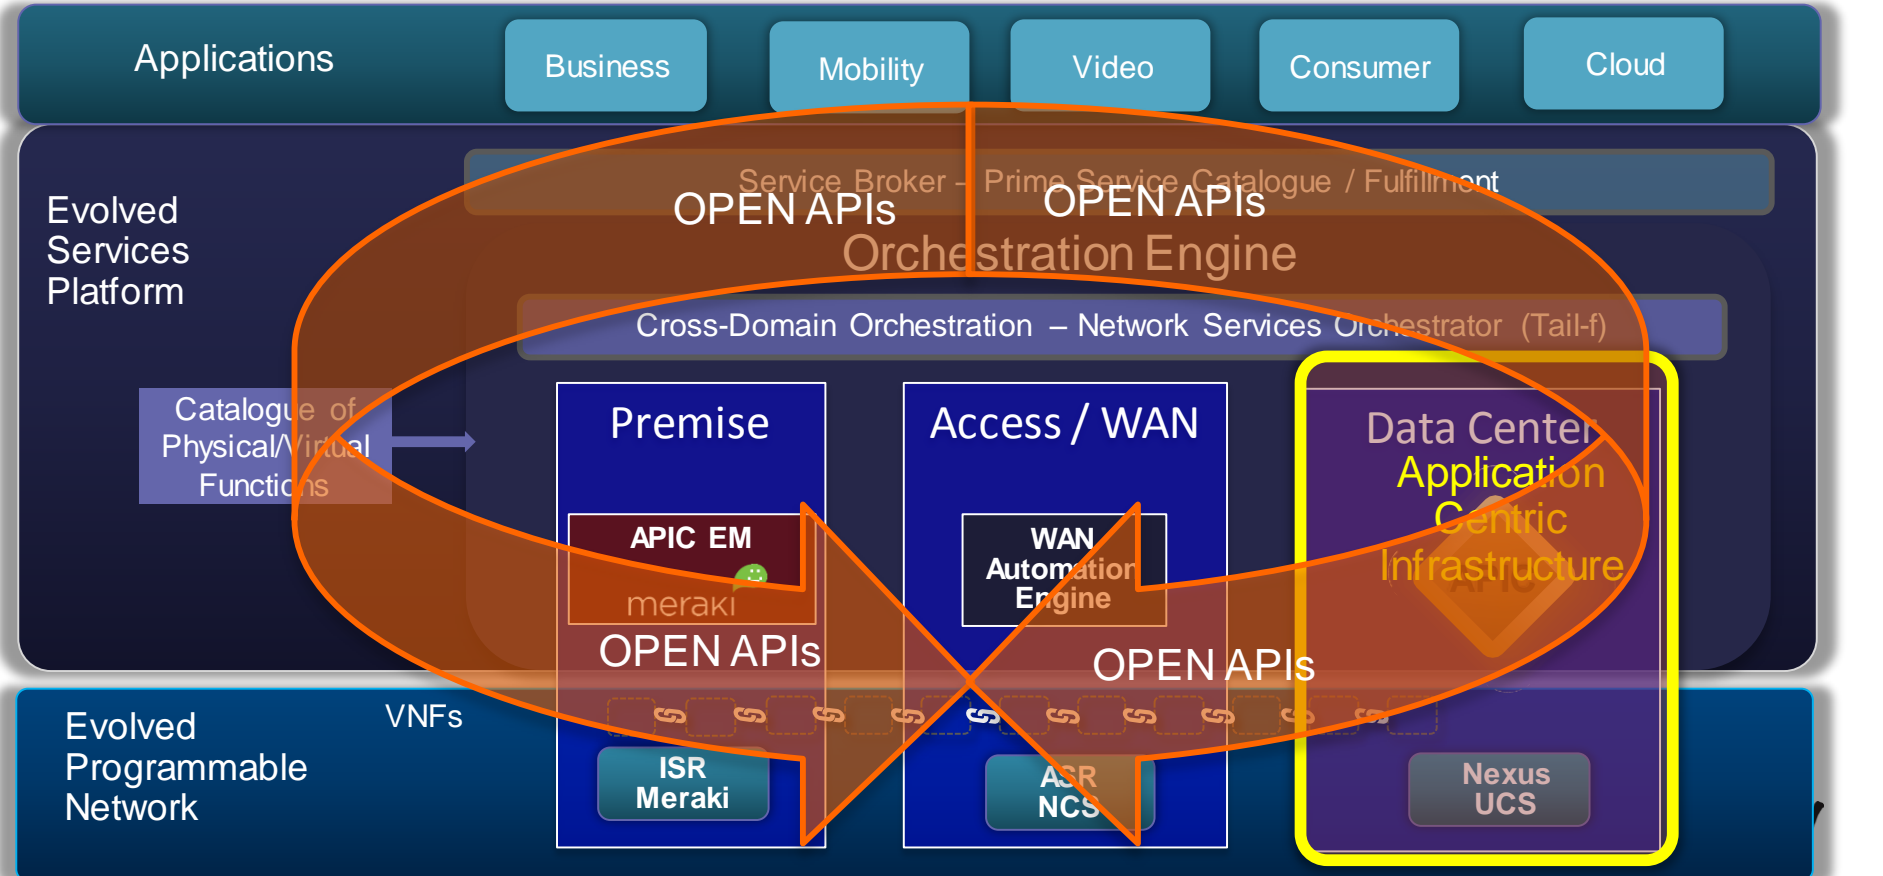 Applications
Business
Mobility
Video
Consumer
Cloud
Evolved
Services
Platform
Service Broker – Prime Service Catalogue / Fulfillment
OPEN APIs
OPEN APIs
Orchestration Engine
Cross-Domain Orchestration – Network Services Orchestrator (Tail-f)
Catalogue of
Physical/Virtual
Functions
Premise
APIC EM
meraki
OPEN APIs
Access / WAN
WAN
Automation
Engine
OPEN APIs
Data Center
Application
Centric
Infrastructure
APIC
Evolved
Programmable
Network
VNFs
ISR
Meraki
ASR
NCS
Nexus
UCS